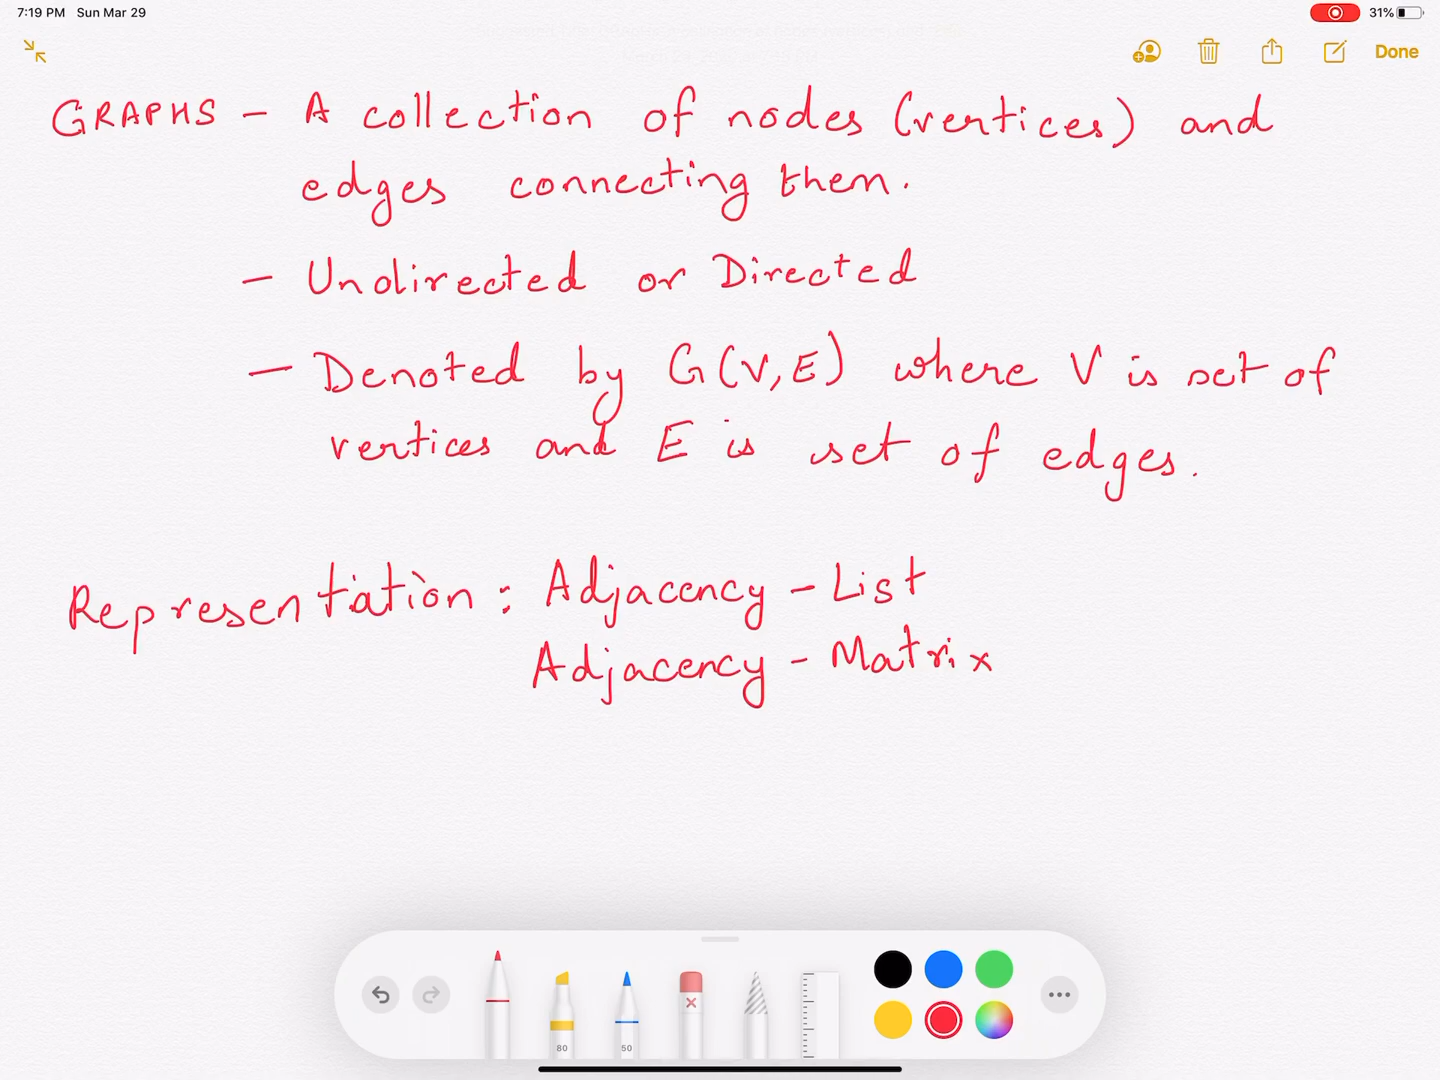 7:19 PM Sun Mar 29
31%
Done
GRAPHS - A collection of nodes (vertices) and
edges connecting them.
- Undirected or Directed
- Denoted by G(V,E) where V is set of
vertices and E is set of edges.
Representation : Adjacency - List
Adjacency - Matrix
80
50